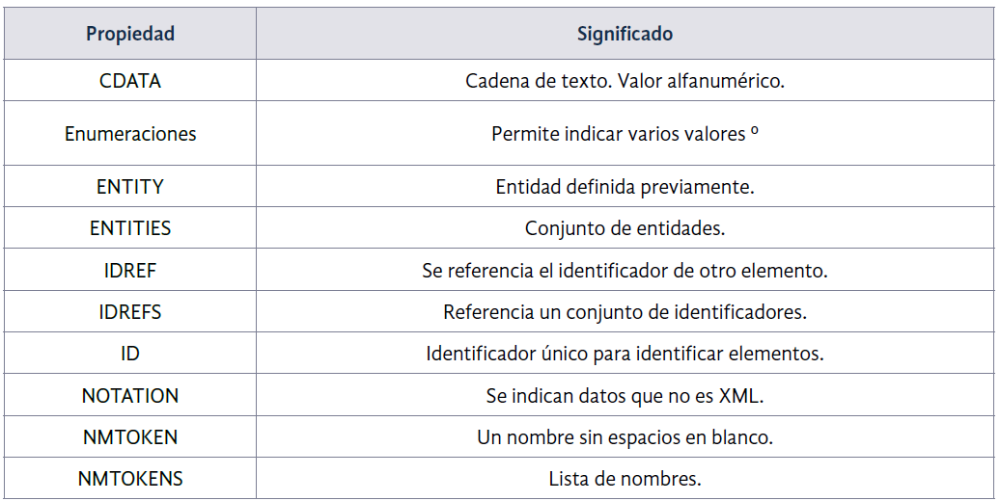 Propiedad Significado
CDATA Cadena de texto. Valor alfanumérico.
Enumeraciones Permite indicar varios valores º
ENTITY Entidad definida previamente.
ENTITIES Conjunto de entidades.
IDREF Se referencia el identificador de otro elemento.
IDREFS Referencia un conjunto de identificadores.
ID Identificador único para identificar elementos.
NOTATION Se indican datos que no es XML.
NMTOKEN Un nombre sin espacios en blanco.
NMTOKENS Lista de nombres.